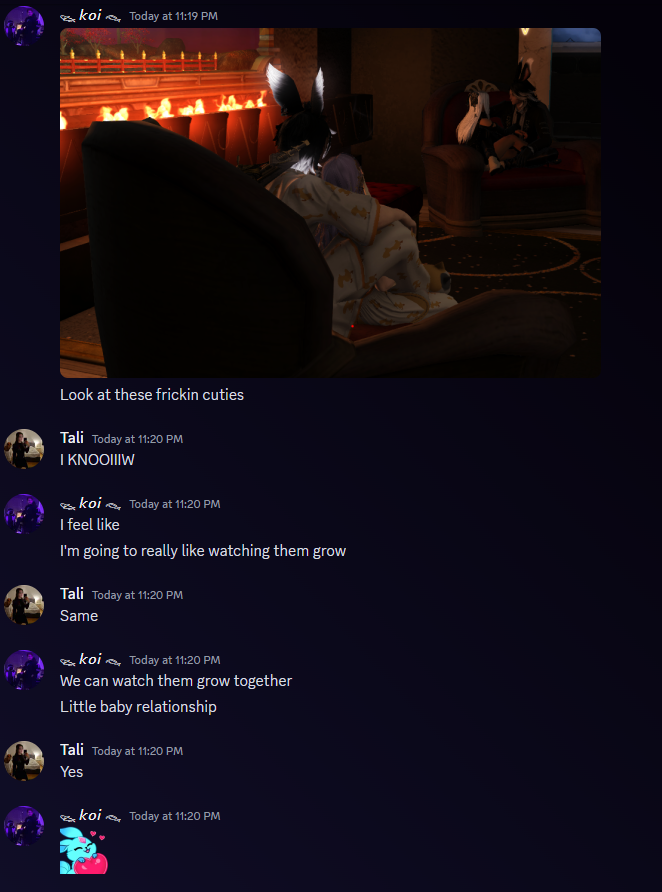 koi Today at 11:19 PM
Look at these frickin cuties
Tali Today at 11:20 PM
I KNOOIIIW
koi Today at 11:20 PM
I feel like
I'm going to really like watching them grow
Tali Today at 11:20 PM
Same
koi Today at 11:20 PM
We can watch them grow together
Little baby relationship
Tali Today at 11:20 PM
Yes
koi Today at 11:20 PM